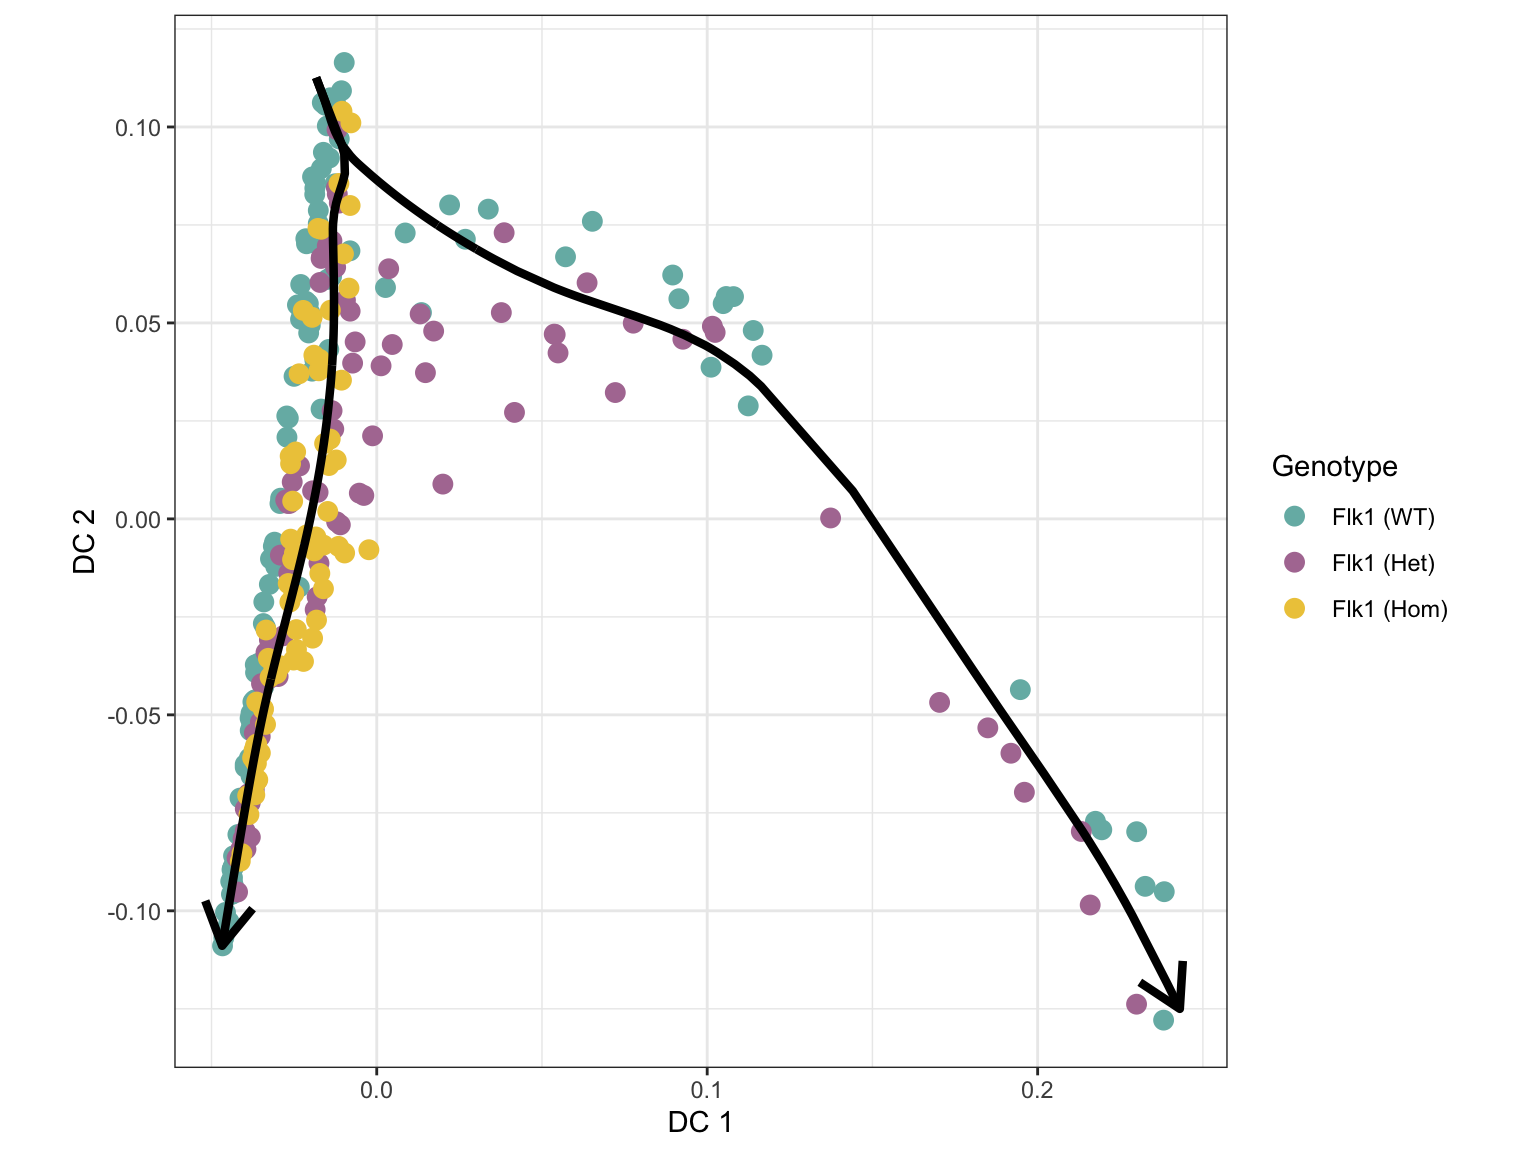 0.10
0.05
0.00
-0.05
-0.10
DC 2
0.0
0.1
0.2
DC 1
Genotype
Flk1 (WT)
Flk1 (Het)
Flk1 (Hom)